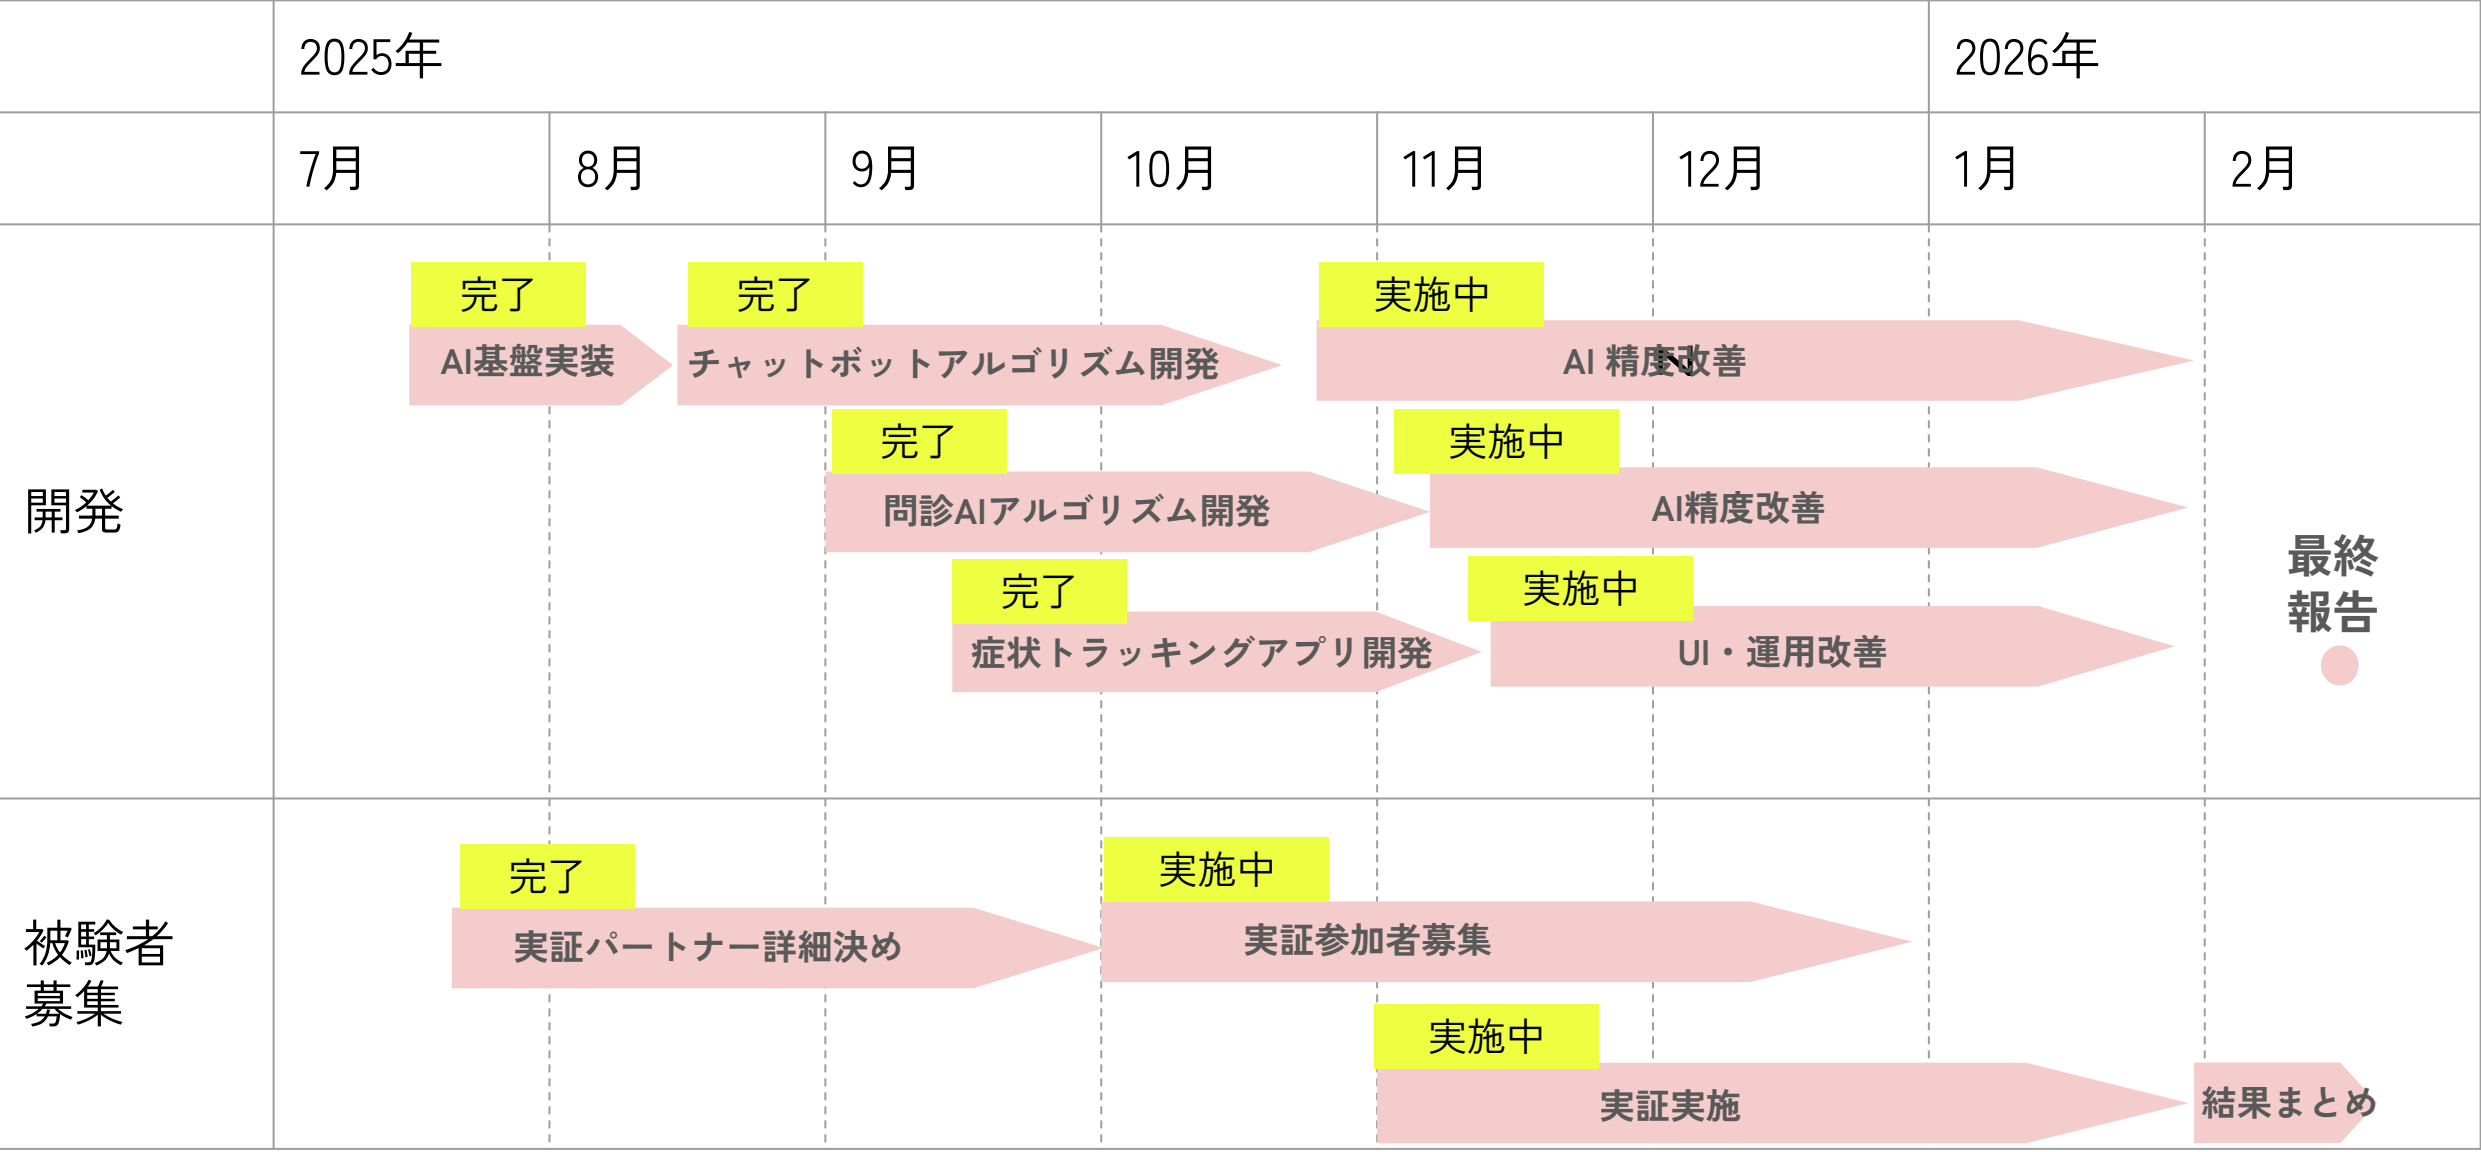 2025年
2026年
7月
8月
9月
10月
11月
12月
1月
2月
開発
完了
AI基盤実装
完了
チャットボットアルゴリズム開発
実施中
AI 精度改善
完了
問診AIアルゴリズム開発
実施中
AI精度改善
完了
症状トラッキングアプリ開発
実施中
UI・運用改善
最終
報告
被験者
募集
完了
実証パートナー詳細決め
実施中
実証参加者募集
実施中
実証実施
結果まとめ